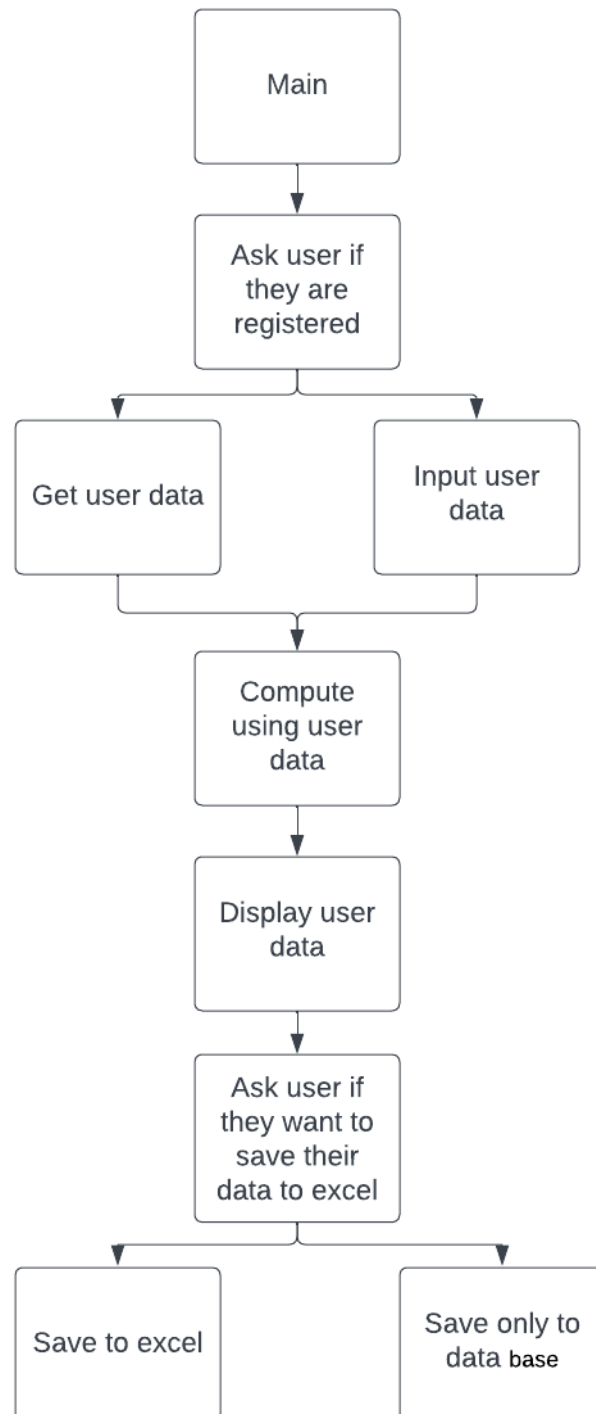 Main
Ask user if
they are
registered
Get user data
Input user
data
Compute
using user
data
Display user
data
Ask user if
they want to
save their
data to excel
Save to excel
Save only to
data base